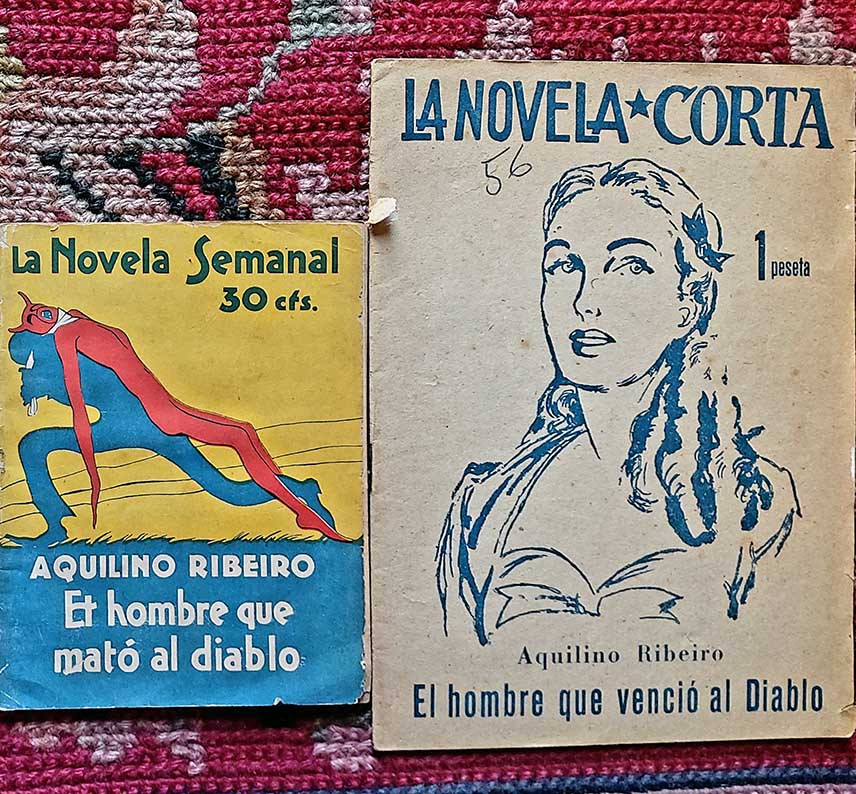 La Novela Semanal
30 cts.
AQUILINO RIBEIRO
El hombre que
mató al diablo
LA NOVELA★CORTA
56
1 peseta
Aquilino Ribeiro
El hombre que venció al Diablo